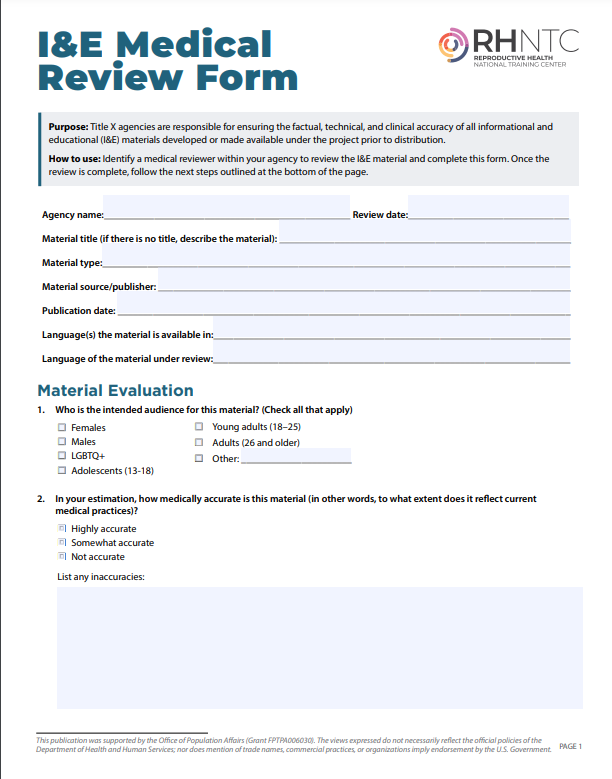 I&E Medical
Review Form
RHNTC
REPRODUCTIVE HEALTH
NATIONAL TRAINING CENTER
Purpose: Title X agencies are responsible for ensuring the factual, technical, and clinical accuracy of all informational and
educational (I&E) materials developed or made available under the project prior to distribution.
How to use: Identify a medical reviewer within your agency to review the I&E material and complete this form. Once the
review is complete, follow the next steps outlined at the bottom of the page.
Agency name: Review date:
Material title (if there is no title, describe the material):
Material type:
Material source/publisher:
Publication date:
Language(s) the material is available in:
Language of the material under review:
Material Evaluation
1. Who is the intended audience for this material? (Check all that apply)
Females
Males
LGBTQ+
Adolescents (13-18)
Young adults (18–25)
Adults (26 and older)
Other:
2. In your estimation, how medically accurate is this material (in other words, to what extent does it reflect current
medical practices)?
Highly accurate
Somewhat accurate
Not accurate
List any inaccuracies:
This publication was supported by the Office of Population Affairs (Grant FPTPA006030). The views expressed do not necessarily reflect the official policies of the
Department of Health and Human Services; nor does mention of trade names, commercial practices, or organizations imply endorsement by the U.S. Government.
PAGE 1